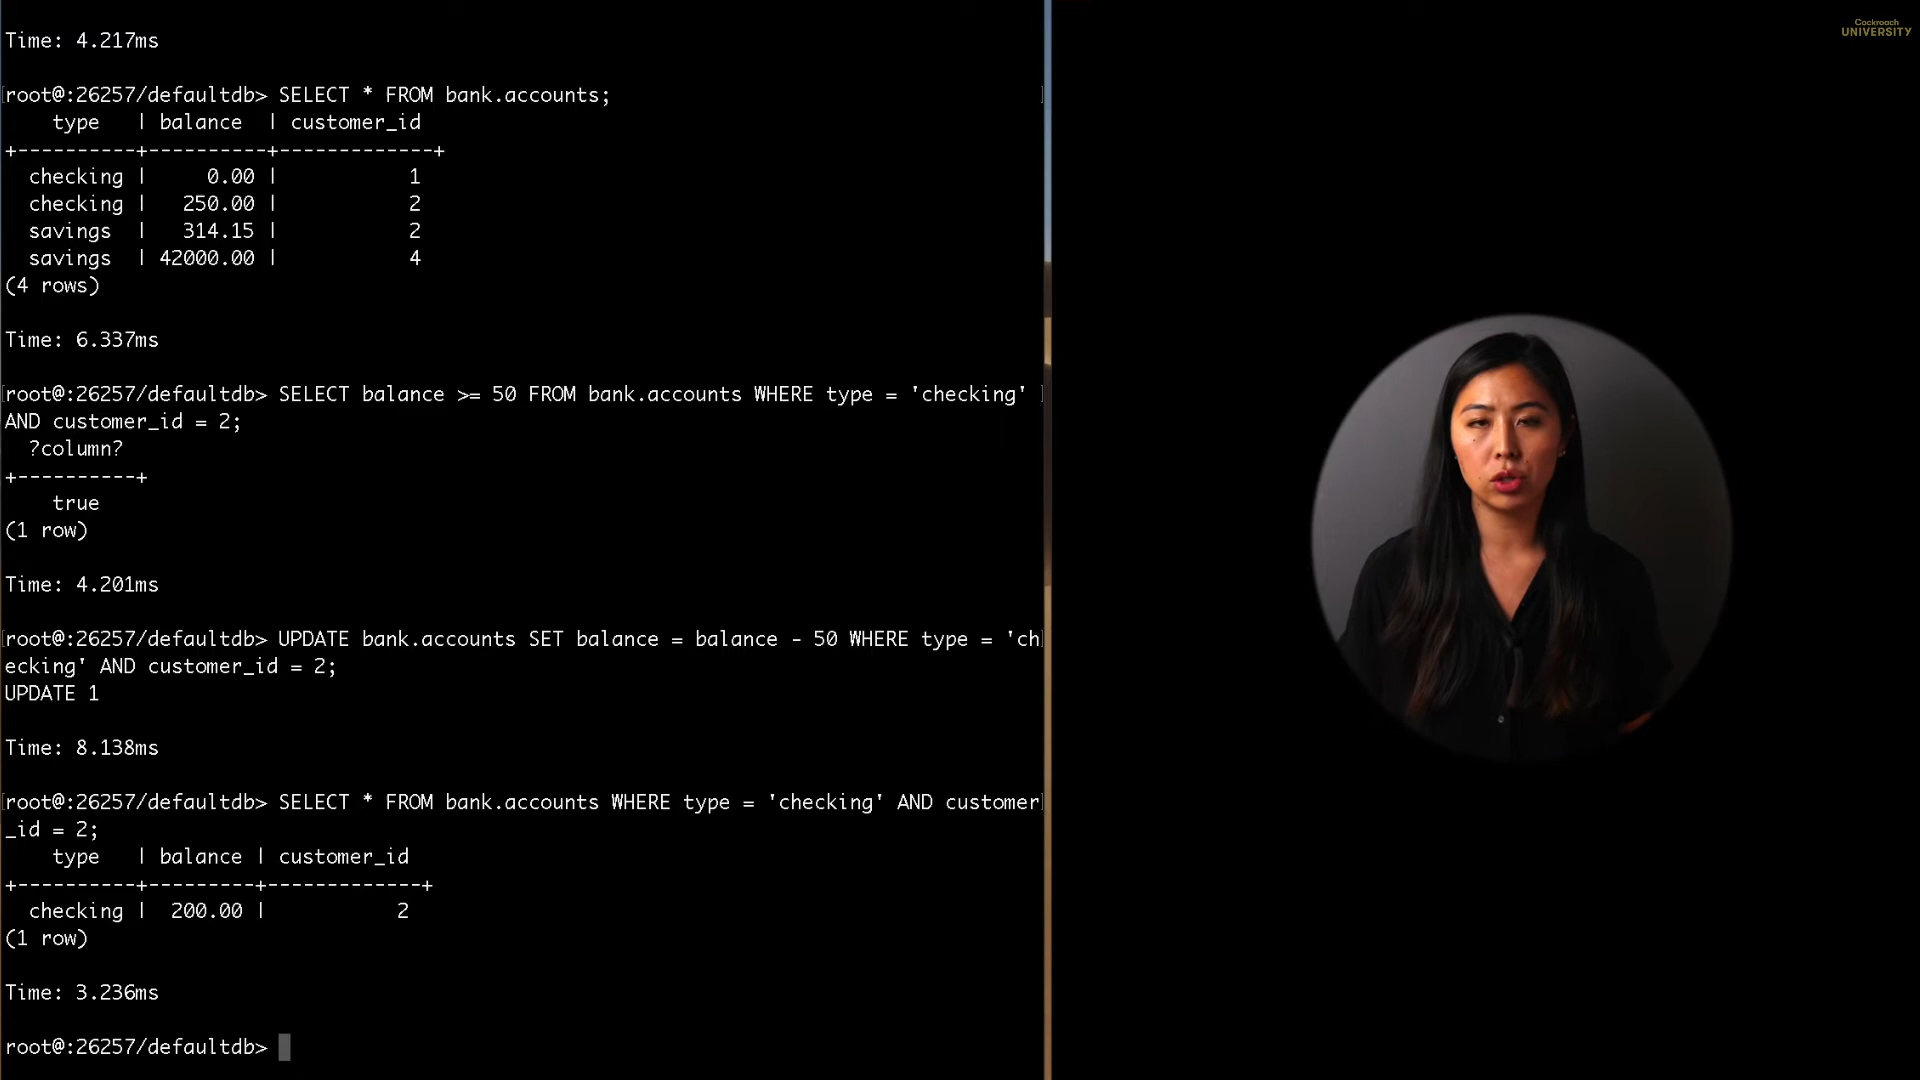 Time: 4.217ms
Cockroach
UNIVERSITY
root@:26257/defaultdb> SELECT * FROM bank.accounts;
    type   | balance  | customer_id
+----------+----------+-------------+
  checking |     0.00 |           1
  checking |   250.00 |           2
  savings  |   314.15 |           2
  savings  | 42000.00 |           4
(4 rows)
Time: 6.337ms
root@:26257/defaultdb> SELECT balance >= 50 FROM bank.accounts WHERE type = 'checking'
AND customer_id = 2;
  ?column?
+----------+
    true
(1 row)
Time: 4.201ms
root@:26257/defaultdb> UPDATE bank.accounts SET balance = balance - 50 WHERE type = 'ch
ecking' AND customer_id = 2;
UPDATE 1
Time: 8.138ms
root@:26257/defaultdb> SELECT * FROM bank.accounts WHERE type = 'checking' AND customer
_id = 2;
    type   | balance | customer_id
+----------+---------+-------------+
  checking |  200.00 |           2
(1 row)
Time: 3.236ms
root@:26257/defaultdb>